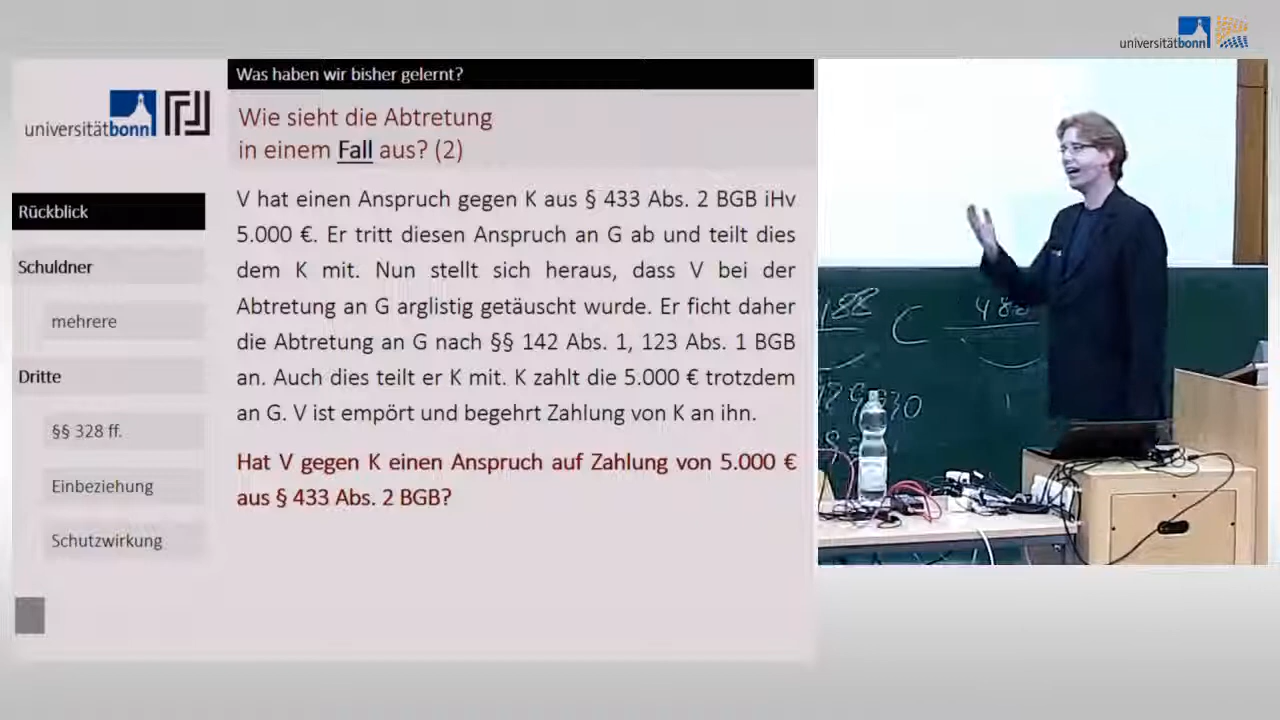 universitätbonn
universitätbonn
Was haben wir bisher gelernt?
Wie sieht die Abtretung
in einem Fall aus? (2)
Rückblick
Schuldner
mehrere
Dritte
§§ 328 ff.
Einbeziehung
Schutzwirkung
V hat einen Anspruch gegen K aus § 433 Abs. 2 BGB iHv
5.000 €. Er tritt diesen Anspruch an G ab und teilt dies
dem K mit. Nun stellt sich heraus, dass V bei der
Abtretung an G arglistig getäuscht wurde. Er ficht daher
die Abtretung an G nach §§ 142 Abs. 1, 123 Abs. 1 BGB
an. Auch dies teilt er K mit. K zahlt die 5.000 € trotzdem
an G. V ist empört und begehrt Zahlung von K an ihn.
Hat V gegen K einen Anspruch auf Zahlung von 5.000 €
aus § 433 Abs. 2 BGB?
C